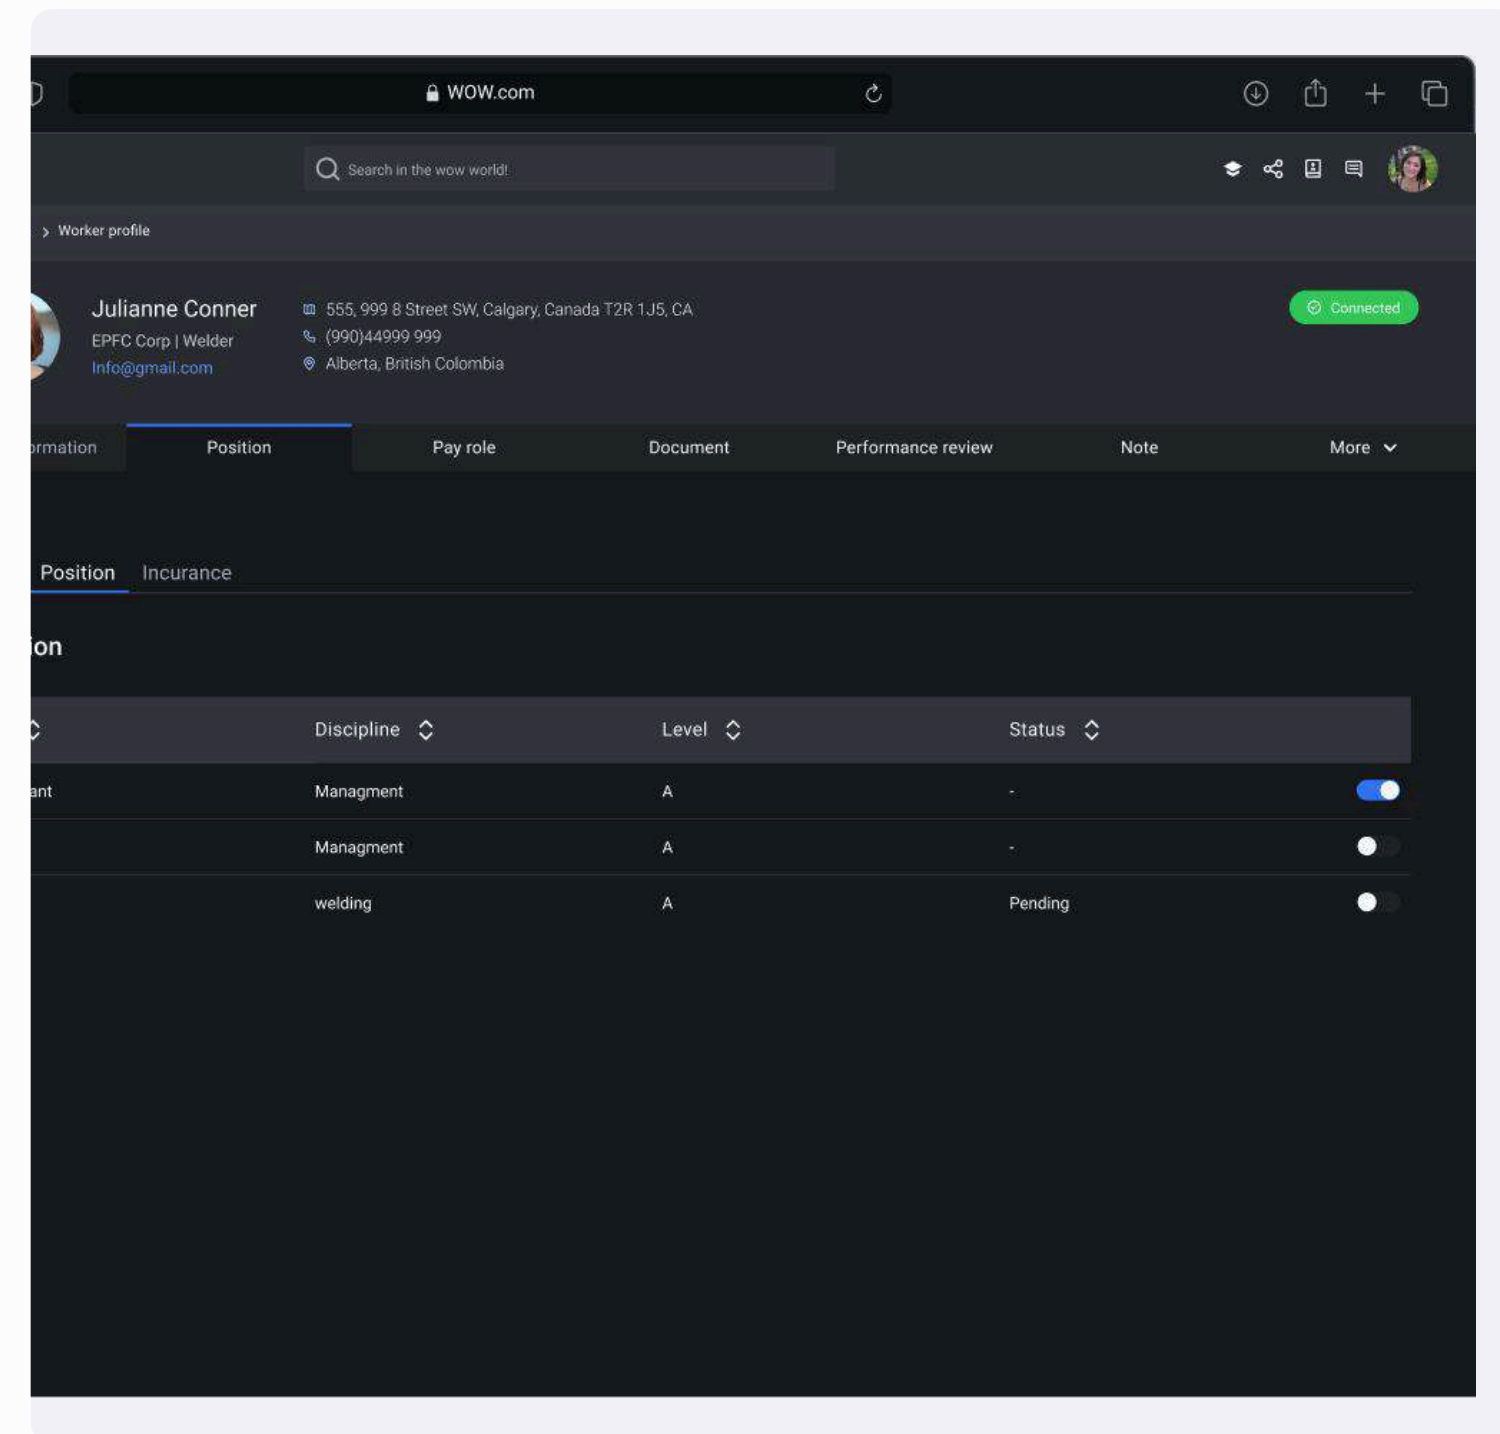 WOW.com
Search in the wow world!
> Worker profile
Julianne Conner
EPFC Corp | Welder
Info@gmail.com
555, 999 8 Street SW, Calgary, Canada T2R 1J5, CA
(990)44999 999
Alberta, British Colombia
Connected
ormation Position Pay role Document Performance review Note More
Position Incurance
ion
Discipline Level Status
ant Managment A -
Managment A -
welding A Pending